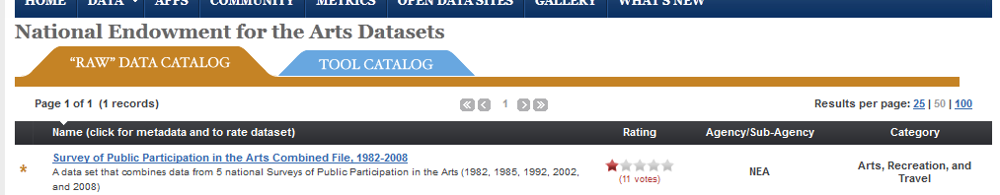 HOME DATA APPS COMMUNITY METRICS OPEN DATA SITES GALLERY WHAT'S NEW
National Endowment for the Arts Datasets
“RAW” DATA CATALOG TOOL CATALOG
Page 1 of 1 (1 records) 1 Results per page: 25 | 50 | 100
Name (click for metadata and to rate dataset) Rating Agency/Sub-Agency Category
Survey of Public Participation in the Arts Combined File, 1982-2008
* A data set that combines data from 5 national Surveys of Public Participation in the Arts (1982, 1985, 1992, 2002,
and 2008)
(11 votes)
NEA
Arts, Recreation, and
Travel